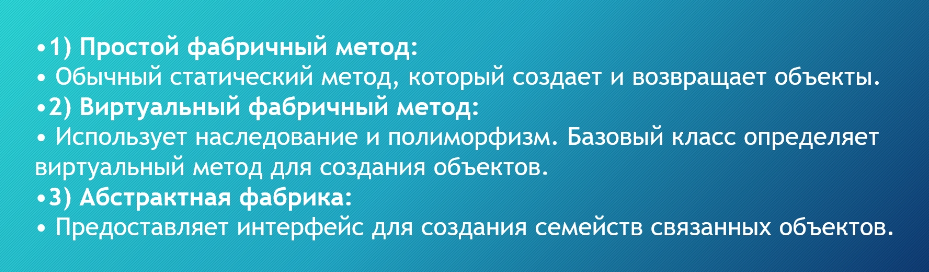 •1) Простой фабричный метод:
• Обычный статический метод, который создает и возвращает объекты.
•2) Виртуальный фабричный метод:
• Использует наследование и полиморфизм. Базовый класс определяет
виртуальный метод для создания объектов.
•3) Абстрактная фабрика:
• Предоставляет интерфейс для создания семейств связанных объектов.